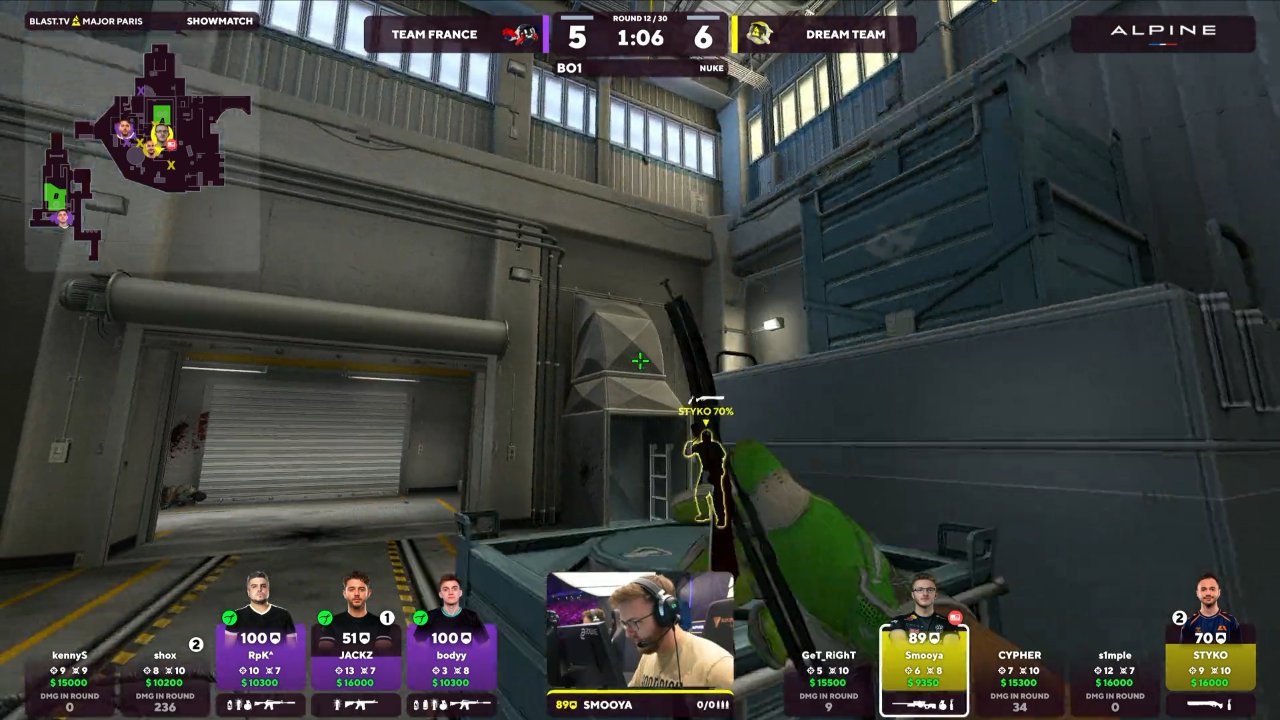 BLAST.TV MAJOR PARIS SHOWMATCH
TEAM FRANCE 5 ROUND 12 / 30 1:06 6 DREAM TEAM
BO1 NUKE
ALPINE
STYKO 70%
kennyS
9 9
$15000
DMG IN ROUND
0
shox
8 10
$10200
DMG IN ROUND
236
2
100
RpK^
10 7
$10300
1
51
JACKZ
13 7
$16000
100
bodyy
3 8
$10300
89 SMOOYA 0/0
GeT_RiGhT
5 10
$15500
DMG IN ROUND
9
89
Smooya
6 8
$9350
CYPHER
7 10
$15300
DMG IN ROUND
34
s1mple
12 7
$16000
DMG IN ROUND
0
2
70
STYKO
9 10
$16000